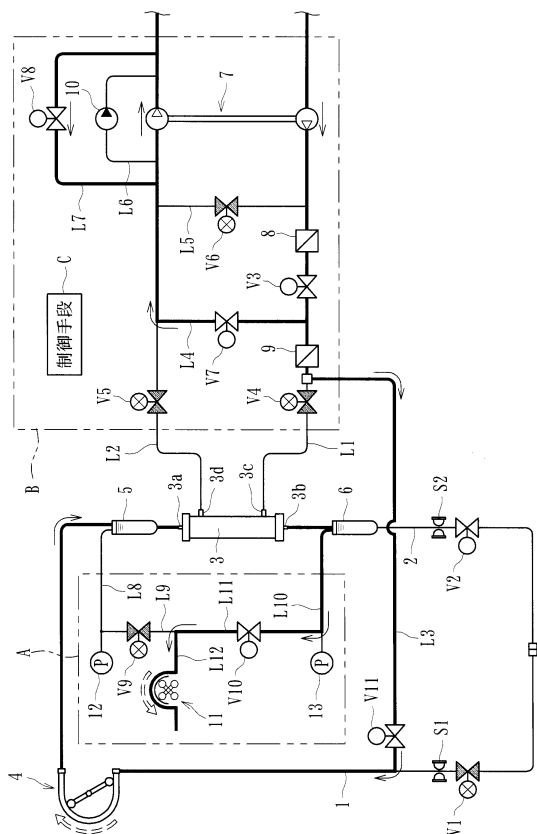 V8
10
L7
L6
7
C
制御手段
L5
V6
8
V3
L4
V7
9
V5
V4
B
L2
L1
5
3a
3d
3c
3b
6
3
S2
2
V2
A
L8
L9
L11
L10
12
V9
P
L12
V10
11
P
13
L3
V11
4
1
S1
V1